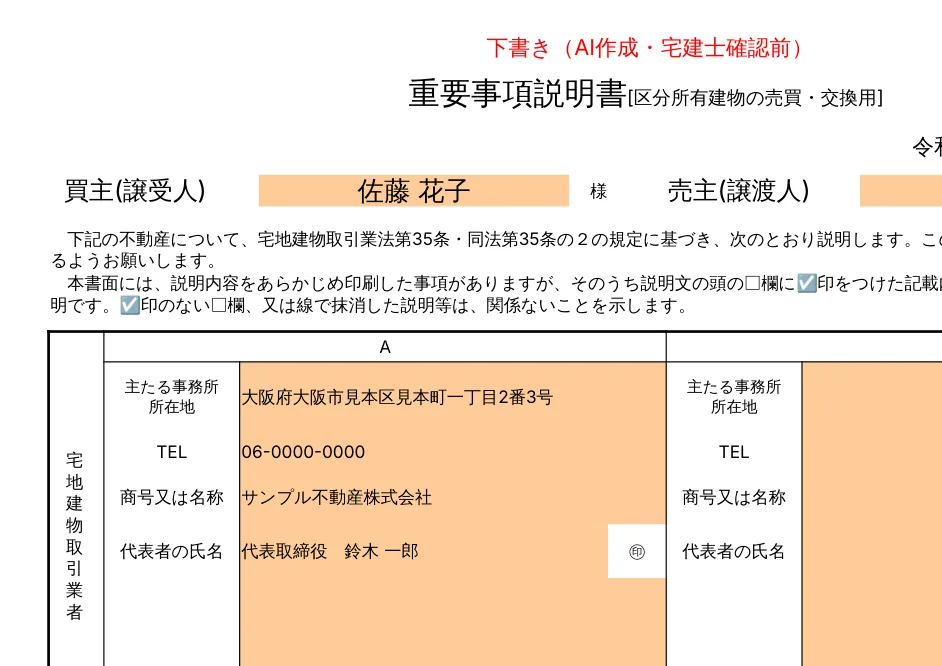 下書き（AI作成・宅建士確認前）
重要事項説明書[区分所有建物の売買・交換用]
令和
買主(譲受人) 佐藤 花子 様 売主(譲渡人)
下記の不動産について、宅地建物取引業法第35条・同法第35条の２の規定に基づき、次のとおり説明します。この
るようお願いします。
本書面には、説明内容をあらかじめ印刷した事項がありますが、そのうち説明文の頭の□欄に☑印をつけた記載内
明です。☑印のない□欄、又は線で抹消した説明等は、関係ないことを示します。
A
宅地建物取引業者
主たる事務所
所在地
大阪府大阪市見本区見本町一丁目2番3号
主たる事務所
所在地
TEL 06-0000-0000 TEL
商号又は名称 サンプル不動産株式会社 商号又は名称
代表者の氏名 代表取締役　鈴木 一郎 ㊞ 代表者の氏名